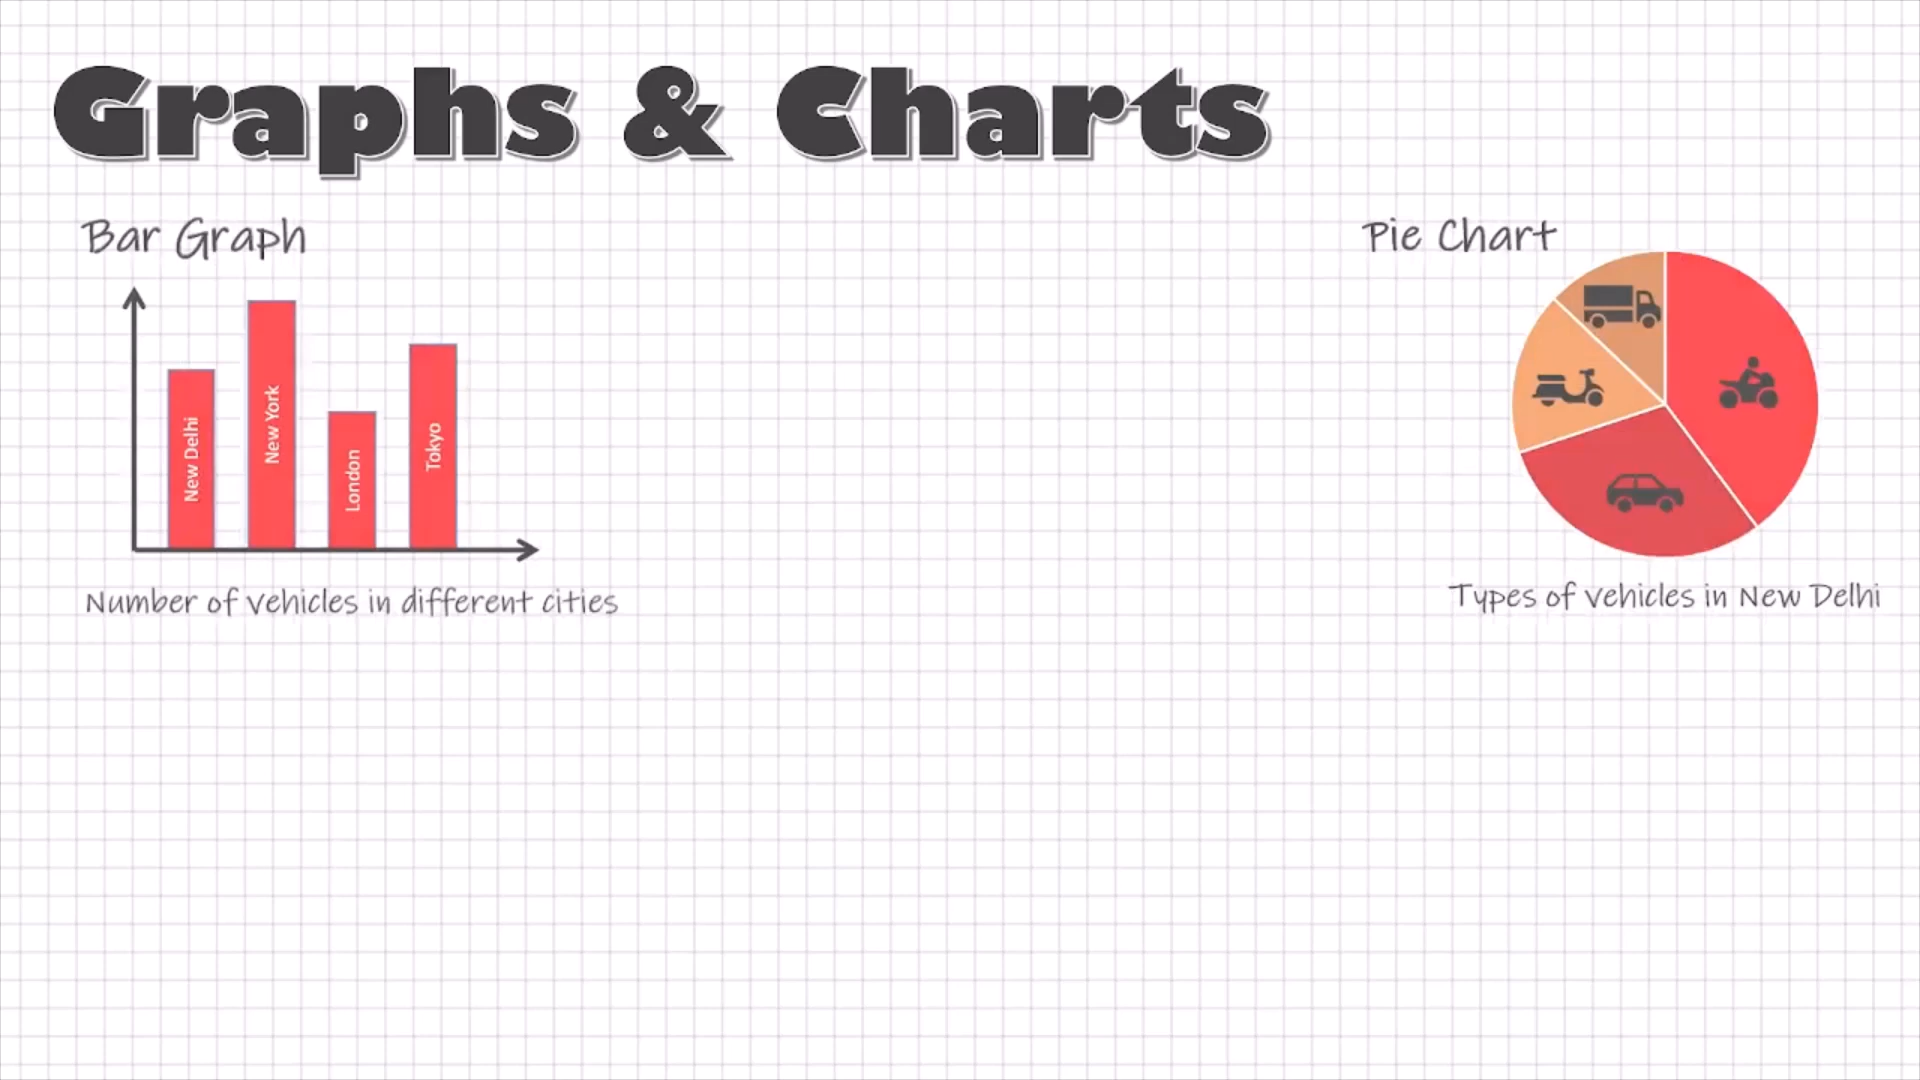 Graphs & Charts
Bar Graph
New Delhi
New York
London
Tokyo
Number of vehicles in different cities
Pie Chart
Types of vehicles in New Delhi